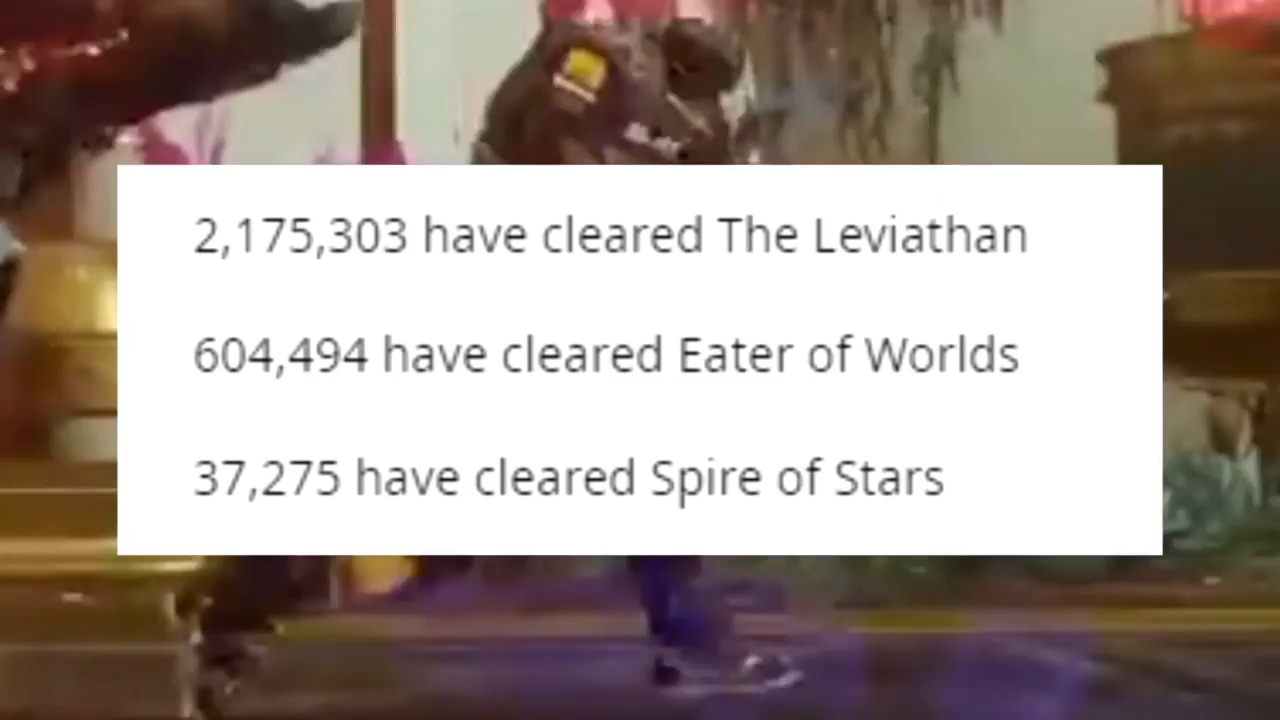 2,175,303 have cleared The Leviathan
604,494 have cleared Eater of Worlds
37,275 have cleared Spire of Stars